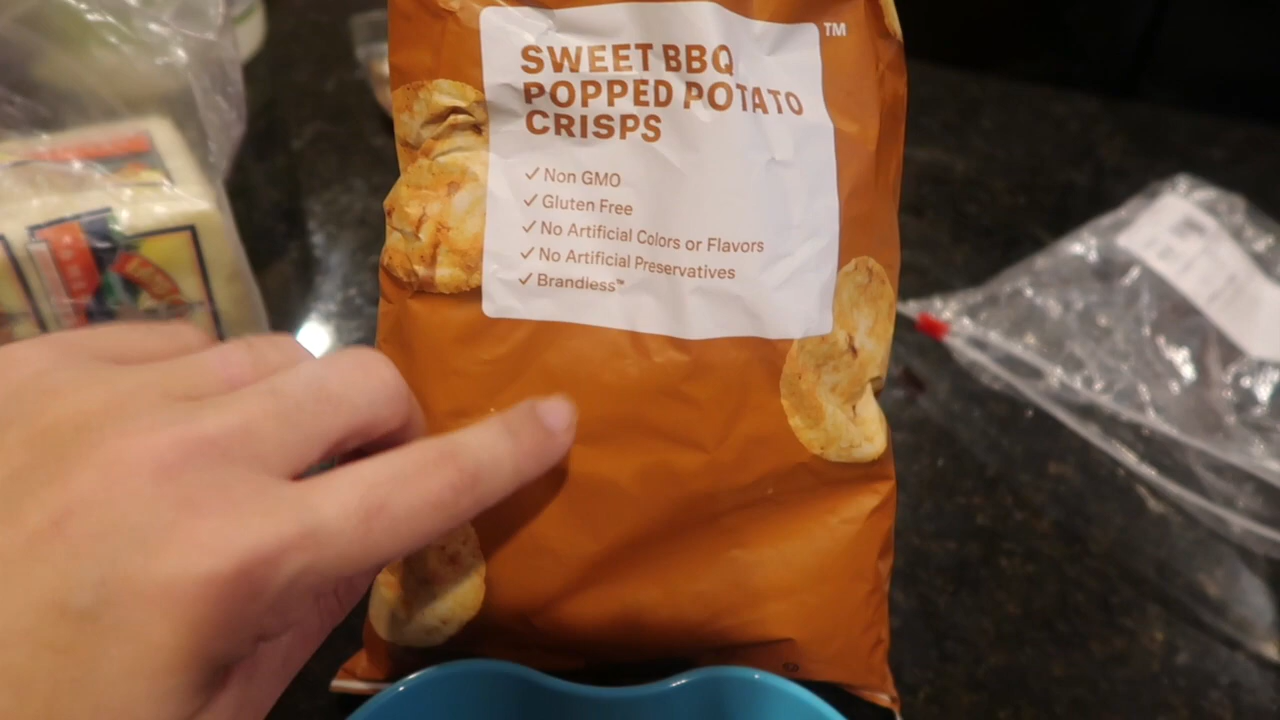 TM
SWEET BBQ
POPPED POTATO
CRISPS
✓ Non GMO
✓ Gluten Free
✓ No Artificial Colors or Flavors
✓ No Artificial Preservatives
✓ Brandless™